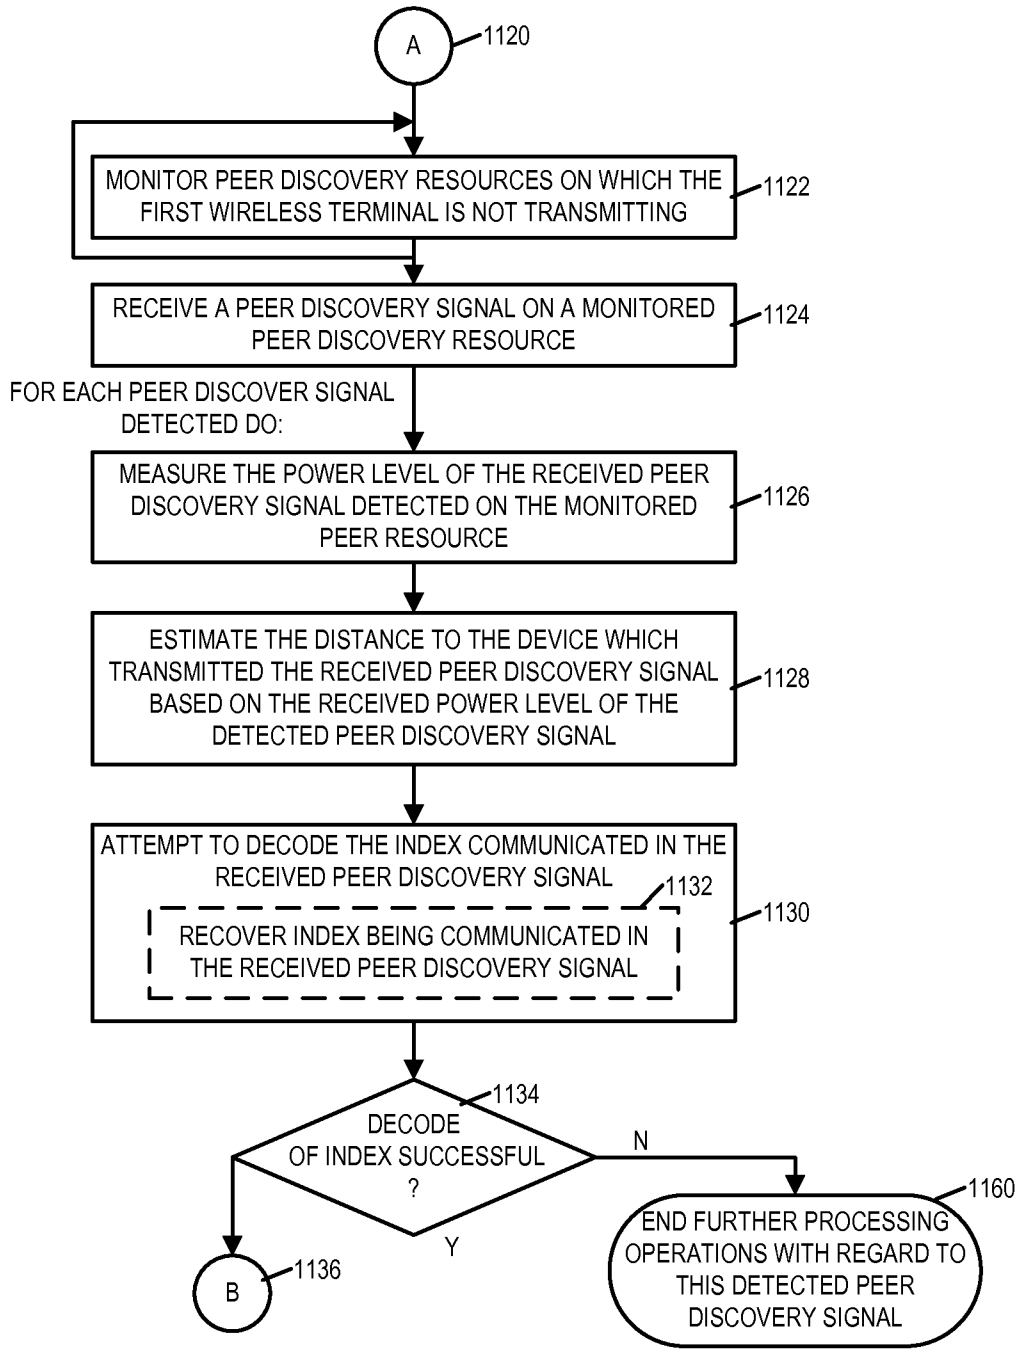 A
1120
MONITOR PEER DISCOVERY RESOURCES ON WHICH THE
FIRST WIRELESS TERMINAL IS NOT TRANSMITTING
1122
RECEIVE A PEER DISCOVERY SIGNAL ON A MONITORED
PEER DISCOVERY RESOURCE
1124
FOR EACH PEER DISCOVER SIGNAL
DETECTED DO:
MEASURE THE POWER LEVEL OF THE RECEIVED PEER
DISCOVERY SIGNAL DETECTED ON THE MONITORED
PEER RESOURCE
1126
ESTIMATE THE DISTANCE TO THE DEVICE WHICH
TRANSMITTED THE RECEIVED PEER DISCOVERY SIGNAL
BASED ON THE RECEIVED POWER LEVEL OF THE
DETECTED PEER DISCOVERY SIGNAL
1128
ATTEMPT TO DECODE THE INDEX COMMUNICATED IN THE
RECEIVED PEER DISCOVERY SIGNAL
1132
1130
RECOVER INDEX BEING COMMUNICATED IN
THE RECEIVED PEER DISCOVERY SIGNAL
1134
DECODE
OF INDEX SUCCESSFUL
?
N
Y
1160
END FURTHER PROCESSING
OPERATIONS WITH REGARD TO
THIS DETECTED PEER
DISCOVERY SIGNAL
B
1136